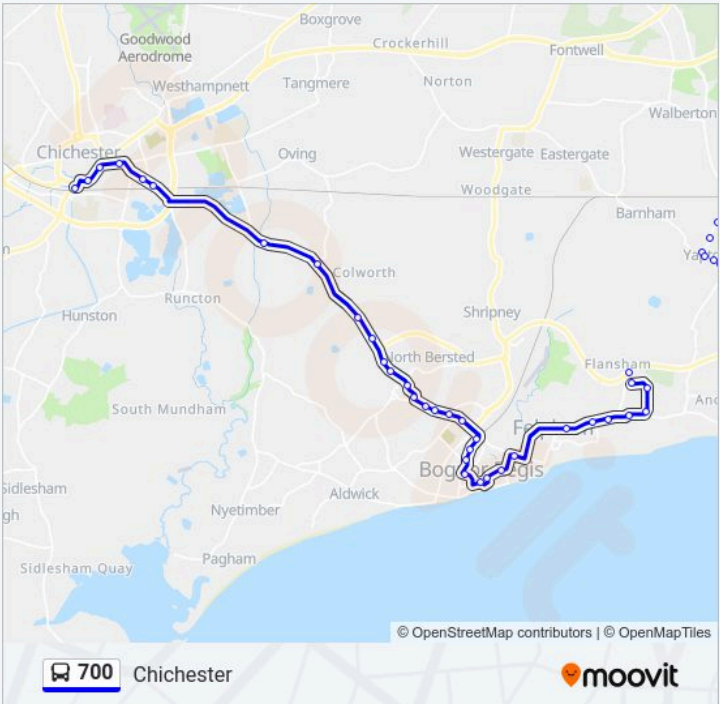 Boxgrove
Goodwood
Aerodrome
Crockerhill
Fontwell
Westhampnett
Tangmere
Norton
Walberton
Chichester
Oving
Westergate
Eastergate
Woodgate
Barnham
Colworth
Runcton
Hunston
Shripney
North Bersted
Flansham
South Mundham
Bognor Regis
Sidlesham
Aldwick
Nyetimber
Pagham
Sidlesham Quay
© OpenStreetMap contributors | © OpenMapTiles
700
Chichester
moovit